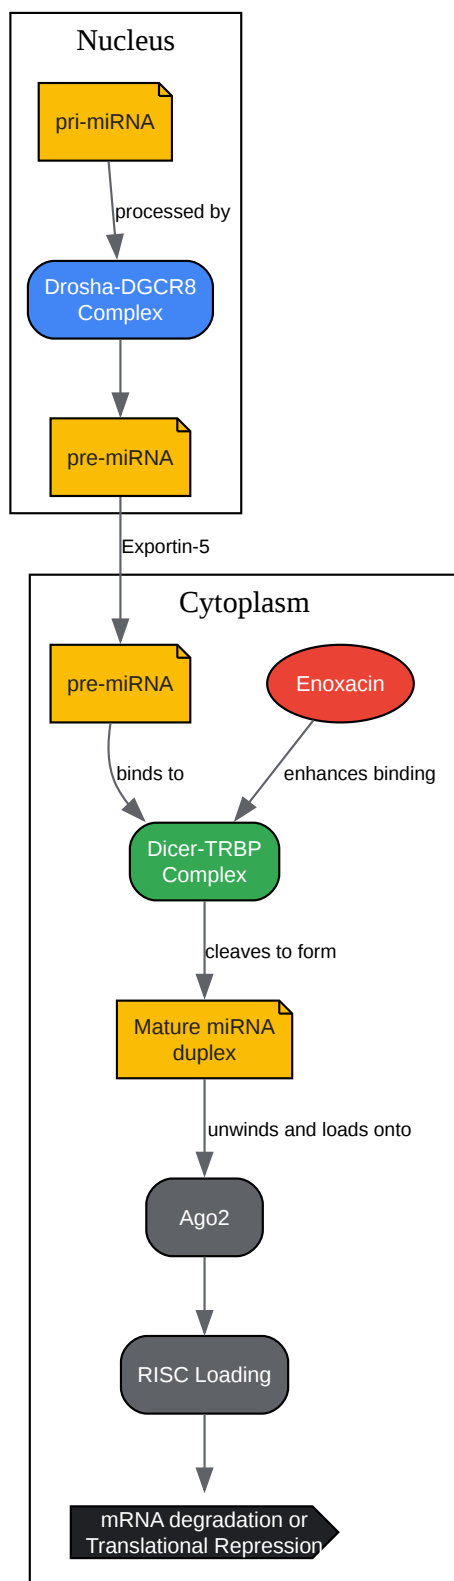 Nucleus
pri-miRNA
processed by
Drosha-DGCR8
Complex
pre-miRNA
Exportin-5
Cytoplasm
pre-miRNA
Enoxacin
binds to
enhances binding
Dicer-TRBP
Complex
cleaves to form
Mature miRNA
duplex
unwinds and loads onto
Ago2
RISC Loading
mRNA degradation or
Translational Repression